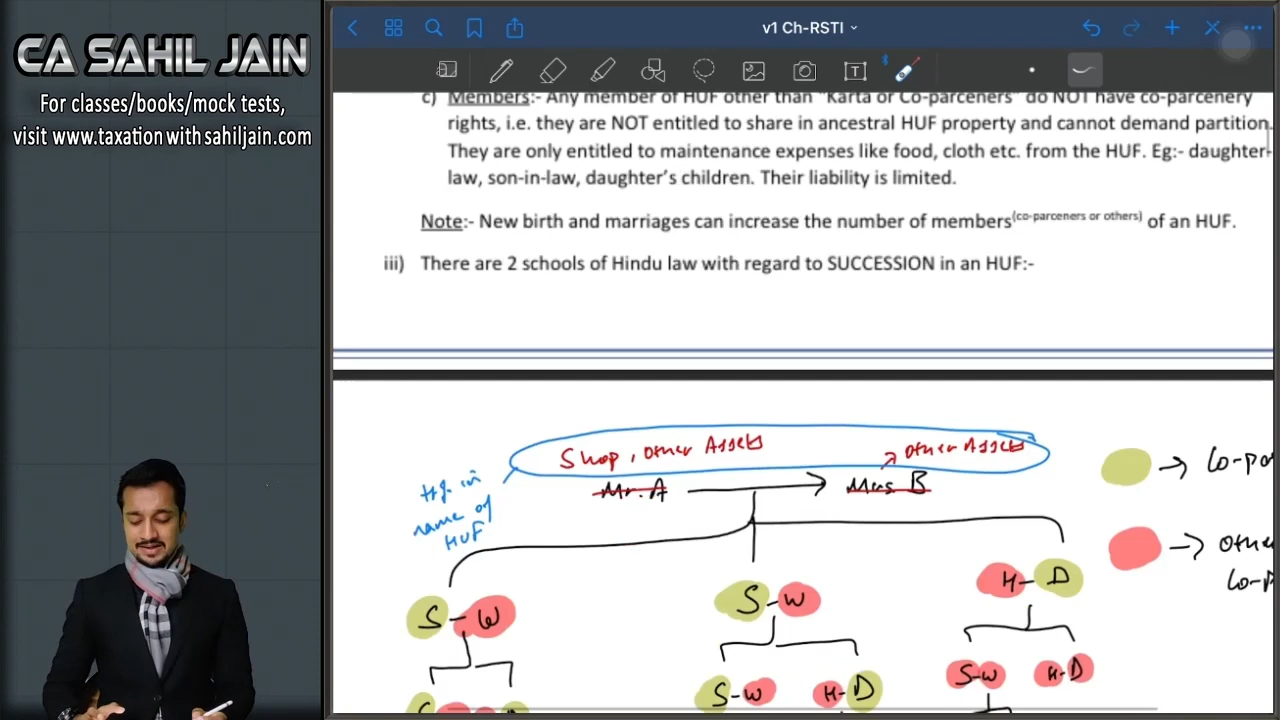 CA SAHIL JAIN
For classes/books/mock tests,
visit www.taxationwithsahiljain.com
v1 Ch-RSTI
c) Members:- Any member of HUF other than "Karta or Co-parceners" do NOT have co-parcenery
rights, i.e. they are NOT entitled to share in ancestral HUF property and cannot demand partition.
They are only entitled to maintenance expenses like food, cloth etc. from the HUF. Eg:- daughter-
law, son-in-law, daughter's children. Their liability is limited.
Note:- New birth and marriages can increase the number of members(co-parceners or others) of an HUF.
iii) There are 2 schools of Hindu law with regard to SUCCESSION in an HUF:-
Shop, other Assets
other Assets
Mr. A
Mrs B
in
name of
HUF
Co-par
other
Co-p
S - W
S - W
H - D
S-W H-D
S-W H-D